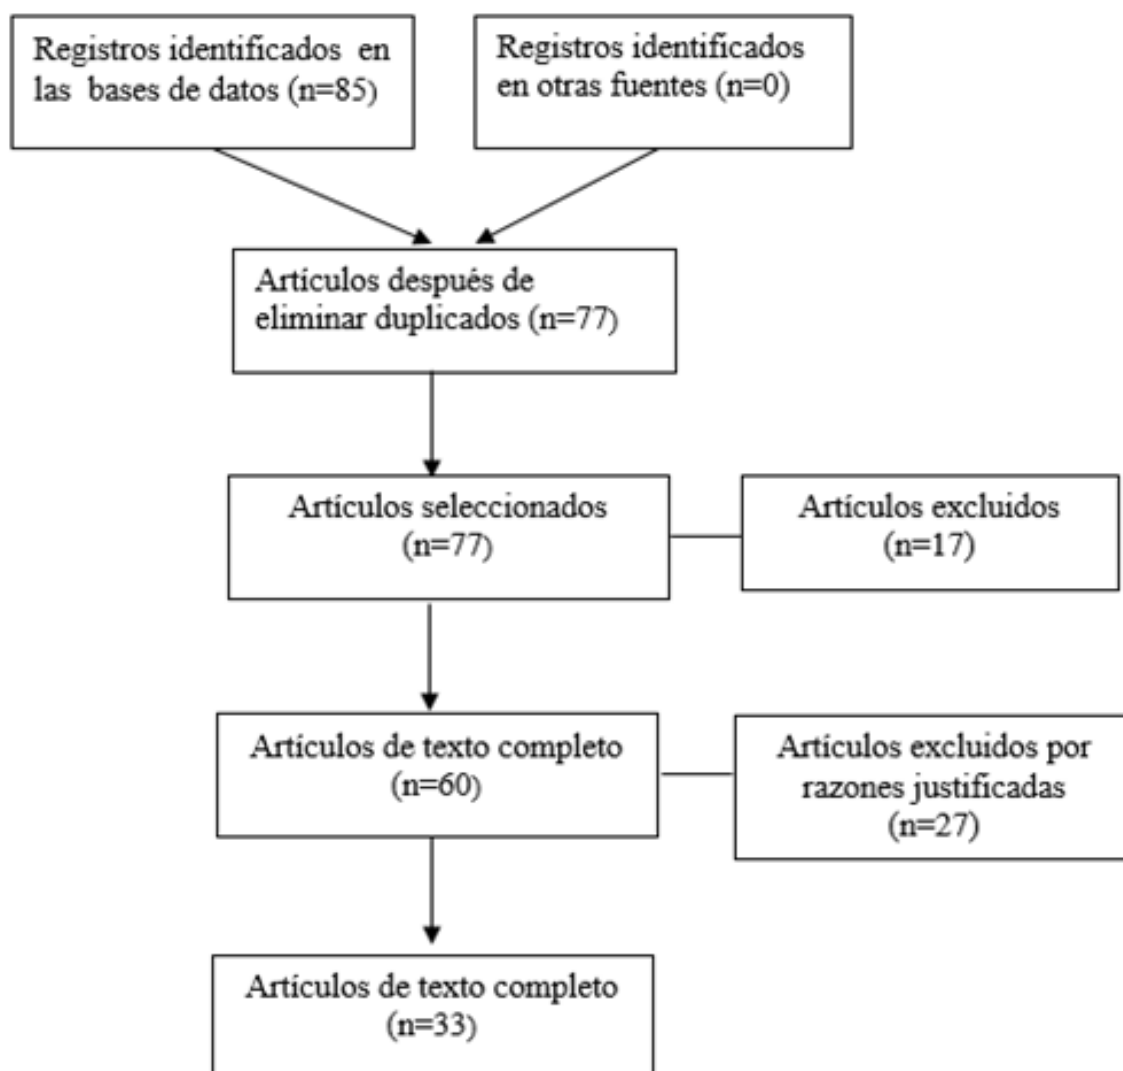 Registros identificados en
las bases de datos (n=85)
Registros identificados
en otras fuentes (n=0)
Artículos después de
eliminar duplicados (n=77)
Artículos seleccionados
(n=77)
Artículos excluidos
(n=17)
Artículos de texto completo
(n=60)
Artículos excluidos por
razones justificadas
(n=27)
Artículos de texto completo
(n=33)